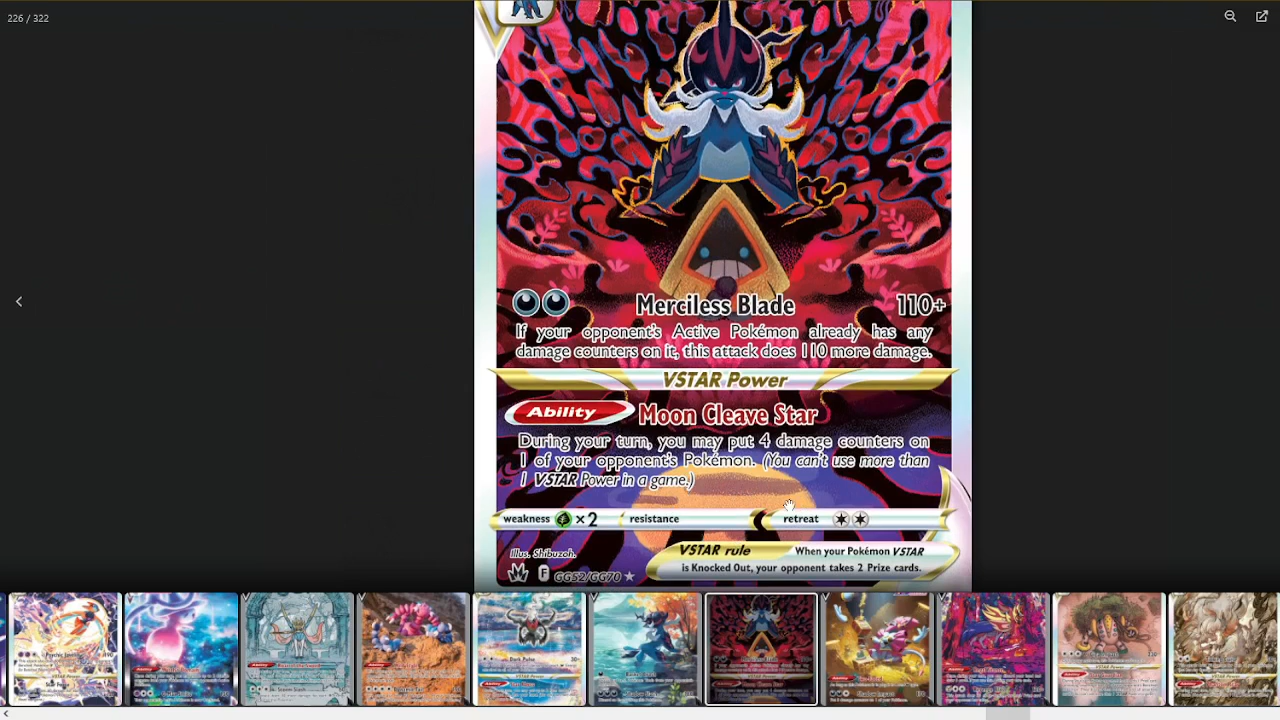 226 / 322
Merciless Blade 110+
If your opponent's Active Pokémon already has any
damage counters on it, this attack does 110 more damage.
VSTAR Power
Ability Moon Cleave Star
During your turn, you may put 4 damage counters on
1 of your opponent's Pokémon. (You can't use more than
1 VSTAR Power in a game.)
weakness ×2 resistance retreat
Illus. Shibuzoh.
VSTAR rule When your Pokémon VSTAR
is Knocked Out, your opponent takes 2 Prize cards.
F GG52/GG70 ★